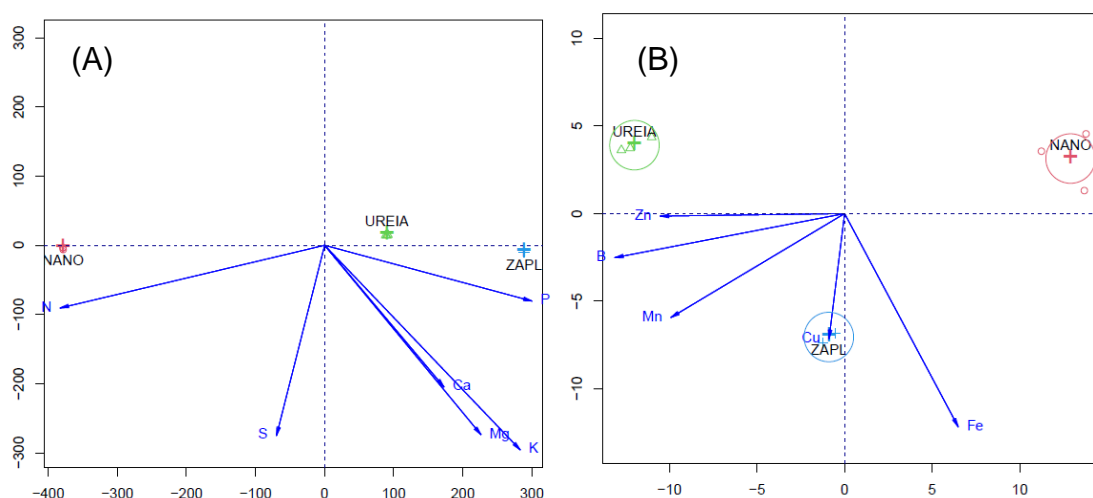 (A)
300
200
100
0
−100
−200
−300
NANO
UREIA
ZAPL
N
P
Ca
S
Mg
K
−400 −300 −200 −100 0 100 200 300
(B)
10
5
0
−5
−10
UREIA
NANO
Zn
B
Mn
Cu
ZAPL
Fe
−10 −5 0 5 10